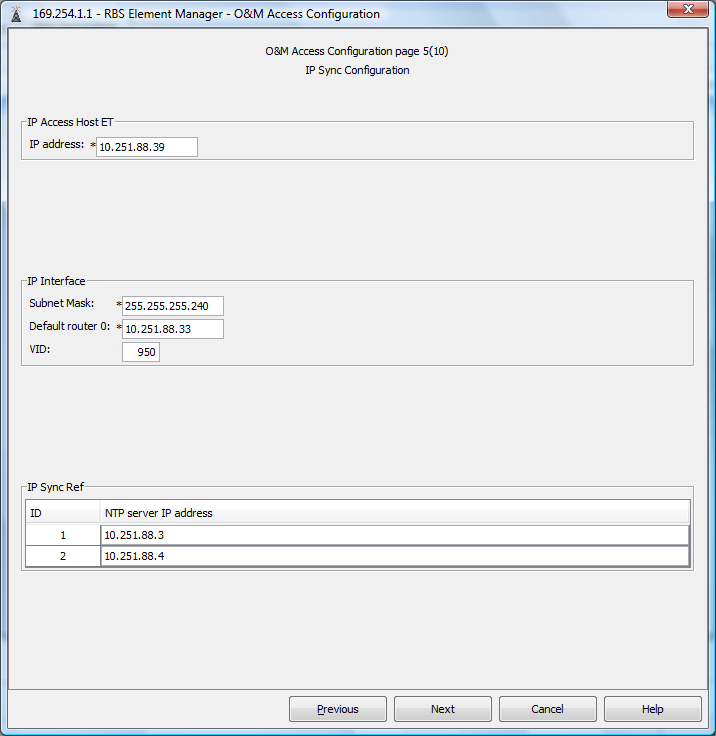 169.254.1.1 - RBS Element Manager - O&M Access Configuration
O&M Access Configuration page 5(10)
IP Sync Configuration
IP Access Host ET
IP address: *10.251.88.39
IP Interface
Subnet Mask: *255.255.255.240
Default router 0: *10.251.88.33
VID: 950
IP Sync Ref
ID NTP server IP address
1 10.251.88.3
2 10.251.88.4
Previous Next Cancel Help